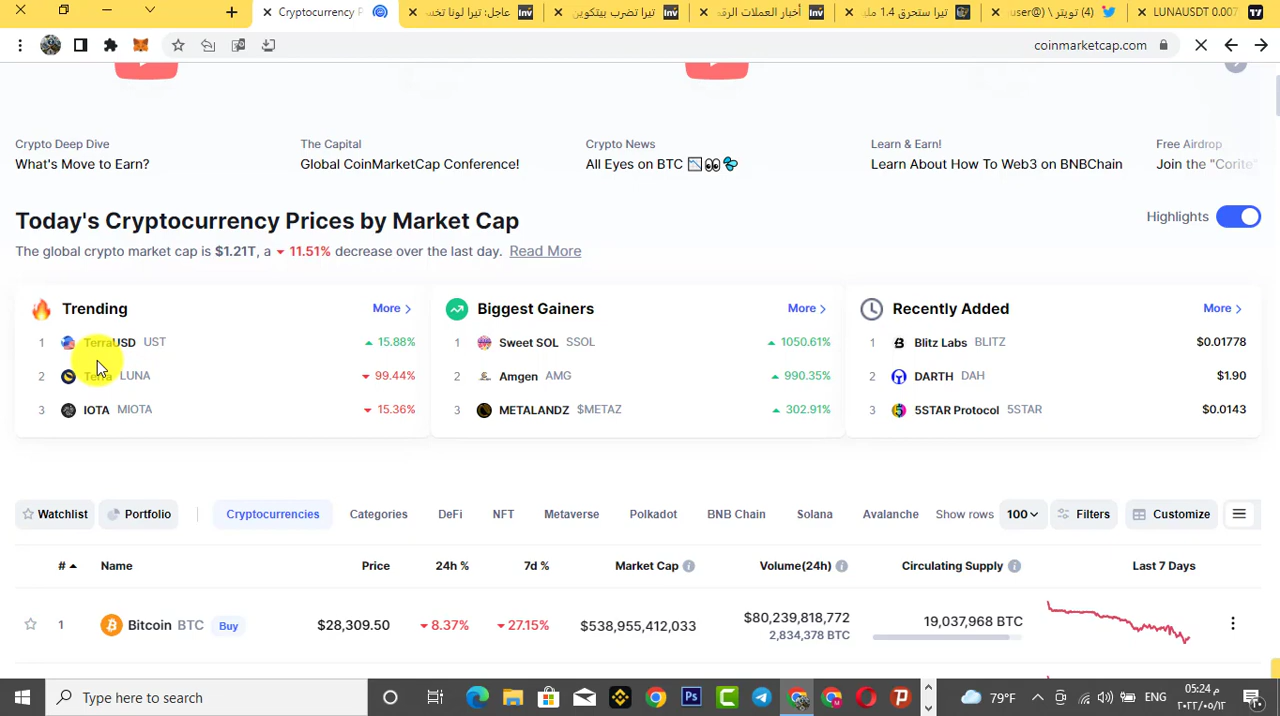 Cryptocurrency P
عاجل: تيرا لونا تخس
تيرا تضرب بيتكوين
أخبار العملات الرقم
تيرا ستحرق 1.4 مل
(4) تويتر \ (@user
LUNAUSDT 0.007
coinmarketcap.com
Crypto Deep Dive
What's Move to Earn?
The Capital
Global CoinMarketCap Conference!
Crypto News
All Eyes on BTC 📉👀💦
Learn & Earn!
Learn About How To Web3 on BNBChain
Free Airdrop
Join the "Corite"
Today's Cryptocurrency Prices by Market Cap
The global crypto market cap is $1.21T, a ▼ 11.51% decrease over the last day. Read More
Highlights
Trending
More >
1 TerraUSD UST ▲ 15.88%
2 Terra LUNA ▼ 99.44%
3 IOTA MIOTA ▼ 15.36%
Biggest Gainers
More >
1 Sweet SOL SSOL ▲ 1050.61%
2 Amgen AMG ▲ 990.35%
3 METALANDZ $METAZ ▲ 302.91%
Recently Added
More >
1 Blitz Labs BLITZ $0.01778
2 DARTH DAH $1.90
3 5STAR Protocol 5STAR $0.0143
Watchlist Portfolio Cryptocurrencies Categories DeFi NFT Metaverse Polkadot BNB Chain Solana Avalanche Show rows 100 Filters Customize
# Name Price 24h % 7d % Market Cap Volume(24h) Circulating Supply Last 7 Days
1 Bitcoin BTC Buy $28,309.50 ▼ 8.37% ▼ 27.15% $538,955,412,033 $80,239,818,772 19,037,968 BTC
2,834,378 BTC
Type here to search
79°F
ENG
05:24 م
٢٠٢٢/٠٥/١٢